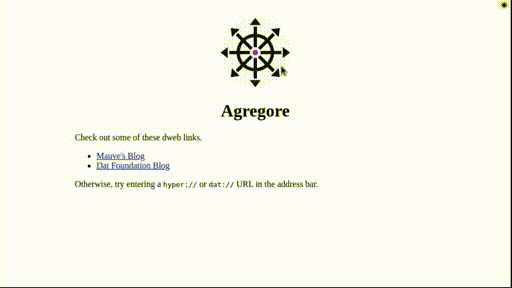 Agregore
Check out some of these dweb links.
Mauve's Blog
Dat Foundation Blog
Otherwise, try entering a hyper:// or dat:// URL in the address bar.